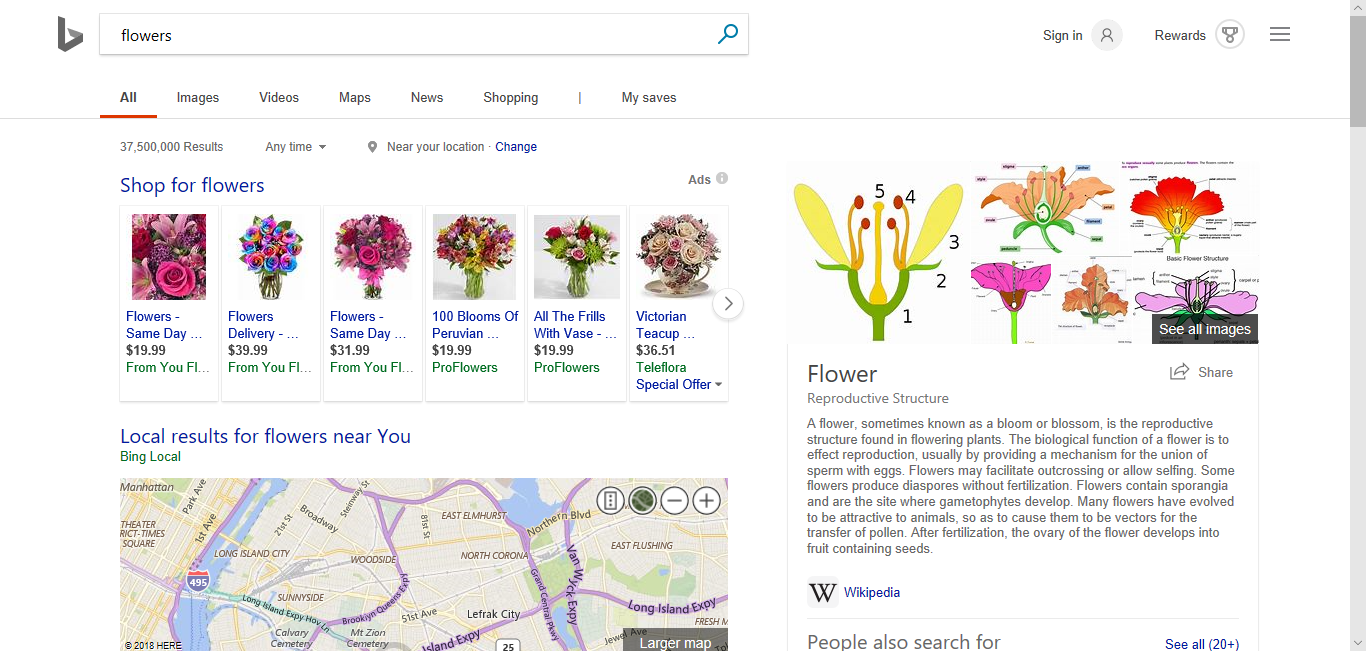 flowers
Sign in
Rewards
All
Images
Videos
Maps
News
Shopping
|
My saves
37,500,000 Results
Any time
Near your location · Change
Shop for flowers
Ads
Flowers -
Same Day ...
$19.99
From You Fl...
Flowers
Delivery - ...
$39.99
From You Fl...
Flowers -
Same Day ...
$31.99
From You Fl...
100 Blooms Of
Peruvian ...
$19.99
ProFlowers
All The Frills
With Vase - ...
$19.99
ProFlowers
Victorian
Teacup ...
$36.51
Teleflora
Special Offer
Local results for flowers near You
Bing Local
Manhattan
Park Ave
1st Ave
THEATER
RICT-TIMES
SQUARE
21st St
Broadway
Steinway St
LONG ISLAND CITY
495
SUNNYSIDE
WOODSIDE
81st St
EAST ELMHURST
Northern Blvd
NORTH CORONA
EAST FLUSHING
Van Wyck Expy
Grand Central Pkwy
Long Island Expy Hov Ln
Brooklyn Queens Expy
51st Ave
Lefrak City
Long Island Expy
FRESH M
Calvary
Cemetery
Mt Zion
Cemetery
Island Expy
25
Jewel Ave
© 2018 HERE
Larger map
5
4
3
2
1
Basic Flower Structure
See all images
Flower
Share
Reproductive Structure
A flower, sometimes known as a bloom or blossom, is the reproductive
structure found in flowering plants. The biological function of a flower is to
effect reproduction, usually by providing a mechanism for the union of
sperm with eggs. Flowers may facilitate outcrossing or allow selfing. Some
flowers produce diaspores without fertilization. Flowers contain sporangia
and are the site where gametophytes develop. Many flowers have evolved
to be attractive to animals, so as to cause them to be vectors for the
transfer of pollen. After fertilization, the ovary of the flower develops into
fruit containing seeds.
W Wikipedia
People also search for
See all (20+)